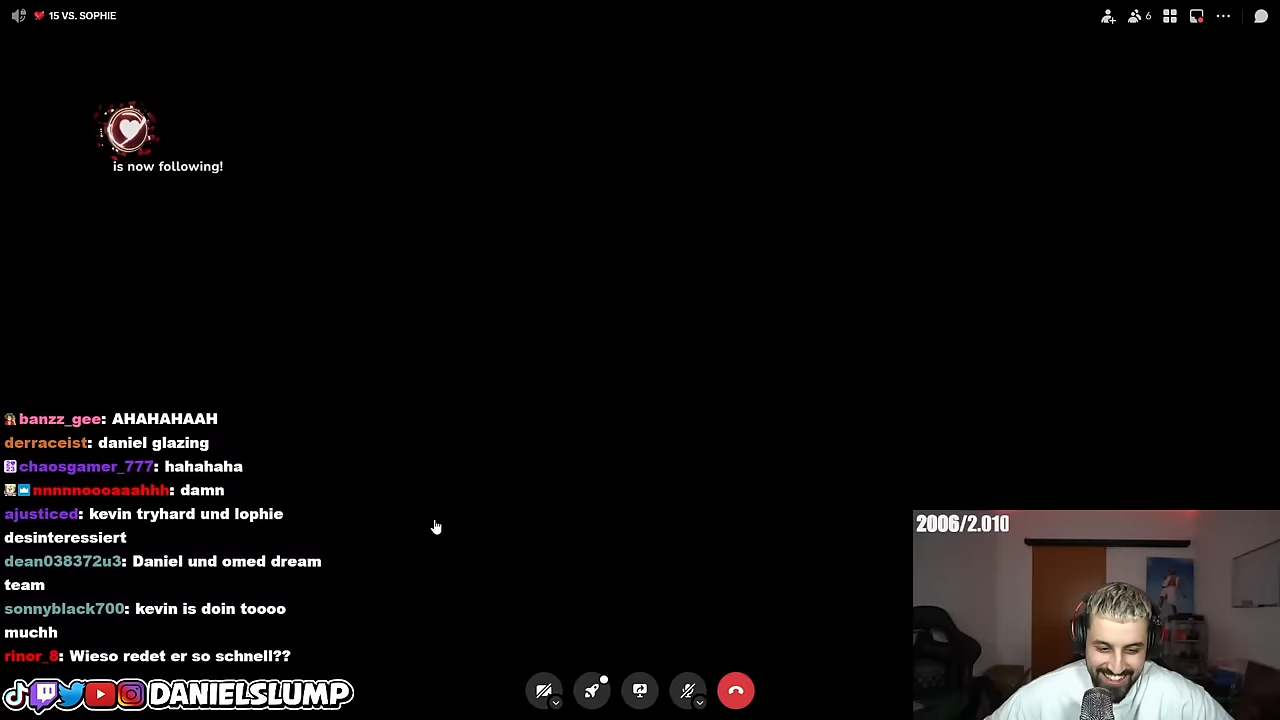 15 VS. SOPHIE
6
is now following!
banzz_gee: AHAHAHAAH
derraceist: daniel glazing
chaosgamer_777: hahahaha
nnnnnoooaaahhh: damn
ajusticed: kevin tryhard und lophie
desinteressiert
dean038372u3: Daniel und omed dream
team
sonnyblack700: kevin is doin toooo
muchh
rinor_8: Wieso redet er so schnell??
DANIELSLUMP
2006/2.010